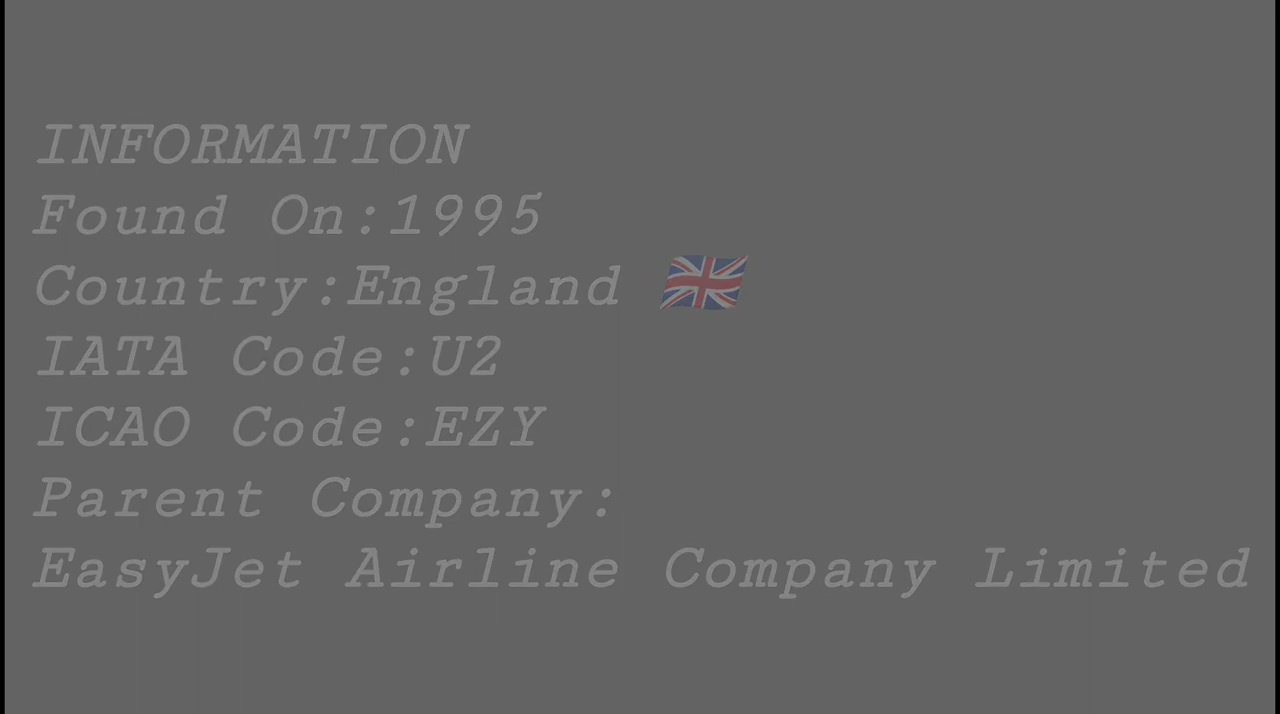 INFORMATION
Found On:1995
Country:England 🇬🇧
IATA Code:U2
ICAO Code:EZY
Parent Company:
EasyJet Airline Company Limited